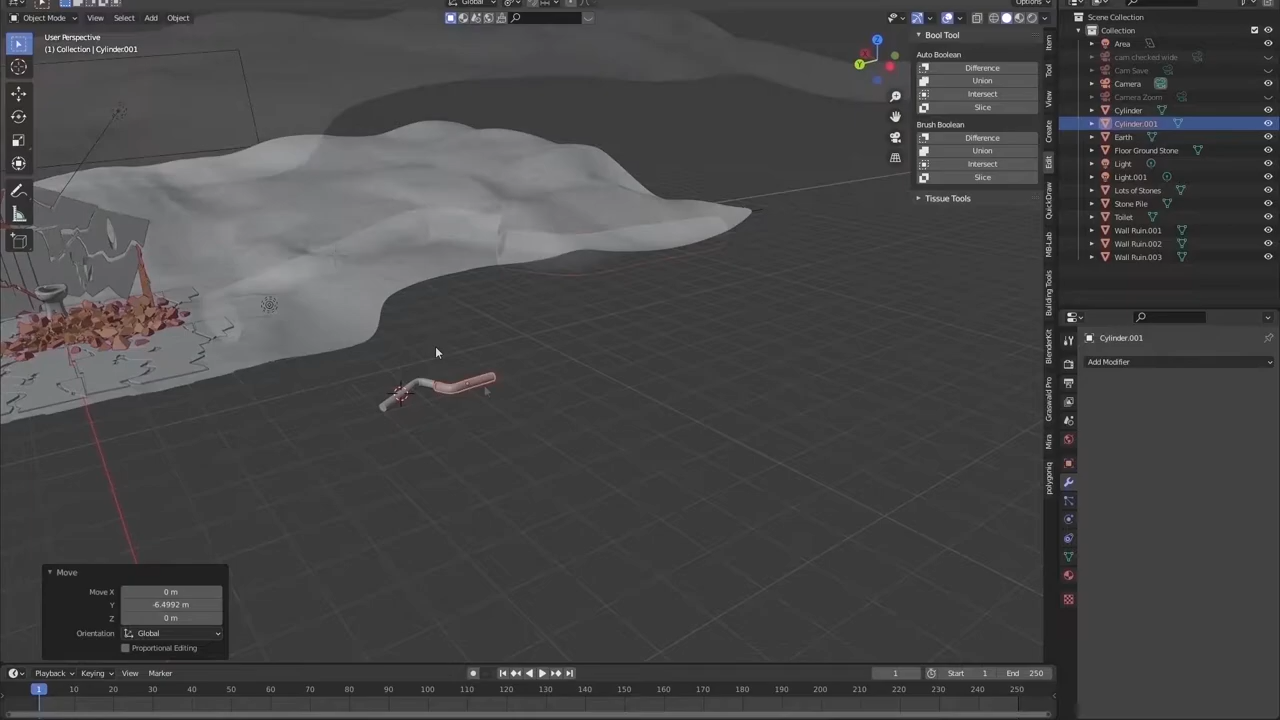 Global
Options
Object Mode
View
Select
Add
Object
User Perspective
(1) Collection | Cylinder.001
Z
Y
Bool Tool
Auto Boolean
Difference
Union
Intersect
Slice
Brush Boolean
Difference
Union
Intersect
Slice
Tissue Tools
Item
Tool
View
Create
Edit
QuickDraw
MB-Lab
Building Tools
BlenderKit
Graswald Pro
Mira
polygoniq
Scene Collection
Collection
Area
cam checked wide
Cam Save
Camera
Camera Zoom
Cylinder
Cylinder.001
Earth
Floor Ground Stone
Light
Light.001
Lots of Stones
Stone Pile
Toilet
Wall Ruin.001
Wall Ruin.002
Wall Ruin.003
Cylinder.001
Add Modifier
Move
Move X 0 m
Y -6.4992 m
Z 0 m
Orientation Global
Proportional Editing
Playback
Keying
View
Marker
1
Start 1
End 250
1 10 20 30 40 50 60 70 80 90 100 110 120 130 140 150 160 170 180 190 200 210 220 230 240 250